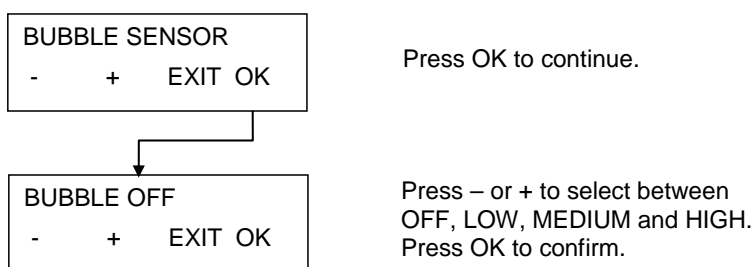 BUBBLE SENSOR
- + EXIT OK
Press OK to continue.
BUBBLE OFF
- + EXIT OK
Press – or + to select between
OFF, LOW, MEDIUM and HIGH.
Press OK to confirm.